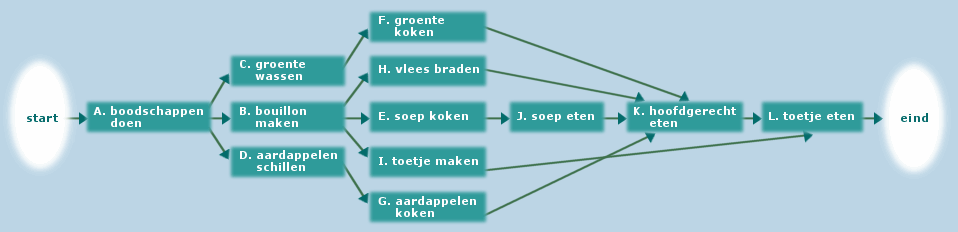 start
A. boodschappen
doen
C. groente
wassen
B. bouillon
maken
D. aardappelen
schillen
F. groente
koken
H. vlees braden
E. soep koken
I. toetje maken
G. aardappelen
koken
J. soep eten
K. hoofdgerecht
eten
L. toetje eten
eind